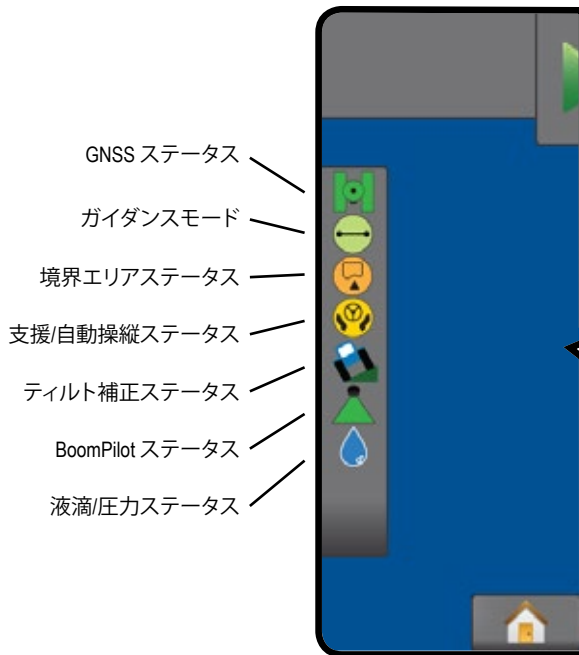 GNSS ステータス
ガイダンスモード
境界エリアステータス
支援/自動操縦ステータス
ティルト補正ステータス
BoomPilot ステータス
液滴/圧力ステータス